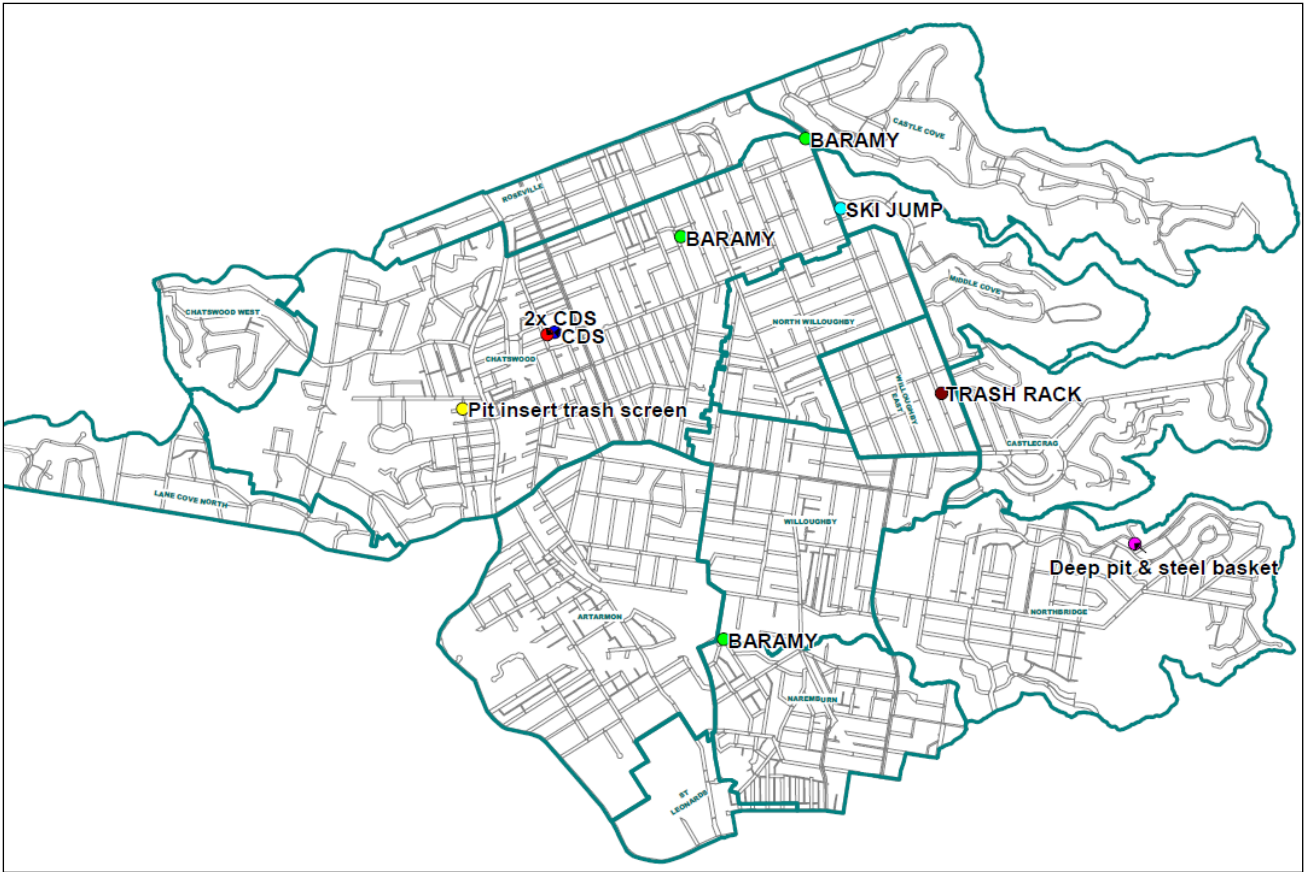 CASTLE COVE
BARAMY
ROSEVILLE
SKI JUMP
BARAMY
MIDDLE COVE
CHATSWOOD WEST
2x CDS
NORTH WILLOUGHBY
CDS
CHATSWOOD
WILLOUGHBY
EAST
TRASH RACK
Pit insert trash screen
CASTLECRAG
LANE COVE NORTH
WILLOUGHBY
Deep pit & steel basket
NORTHBRIDGE
ARTARMON
BARAMY
NAREMBURN
ST
LEONARDS